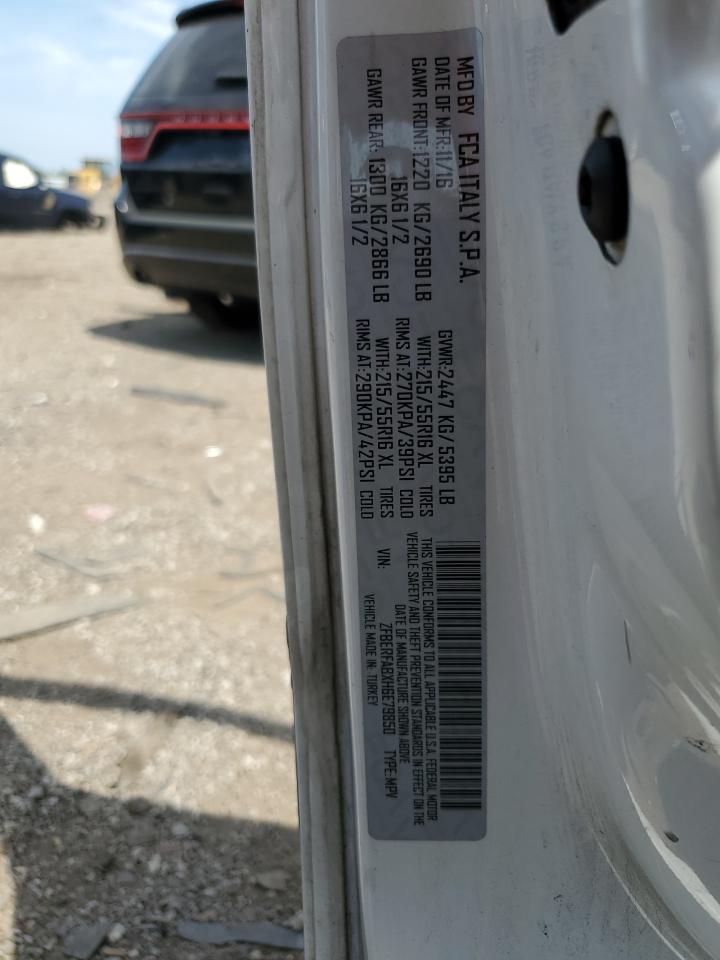 MFD BY FCA ITALY S.P.A.
DATE OF MFR:11/16 GVWR:2447 KG/5395 LB
GAWR FRONT:1220 KG/2690 LB WITH:215/55R16 XL TIRES
16X6 1/2 RIMS AT:270KPA/39PSI COLD
GAWR REAR: 1300 KG/2866 LB WITH:215/55R16 XL TIRES
16X6 1/2 RIMS AT:290KPA/42PSI COLD
THIS VEHICLE CONFORMS TO ALL APPLICABLE U.S.A. FEDERAL MOTOR
VEHICLE SAFETY AND THEFT PREVENTION STANDARDS IN EFFECT ON THE
DATE OF MANUFACTURE SHOWN ABOVE
VIN: ZFBERFABXH6E79850 TYPE:MPV
VEHICLE MADE IN: TURKEY